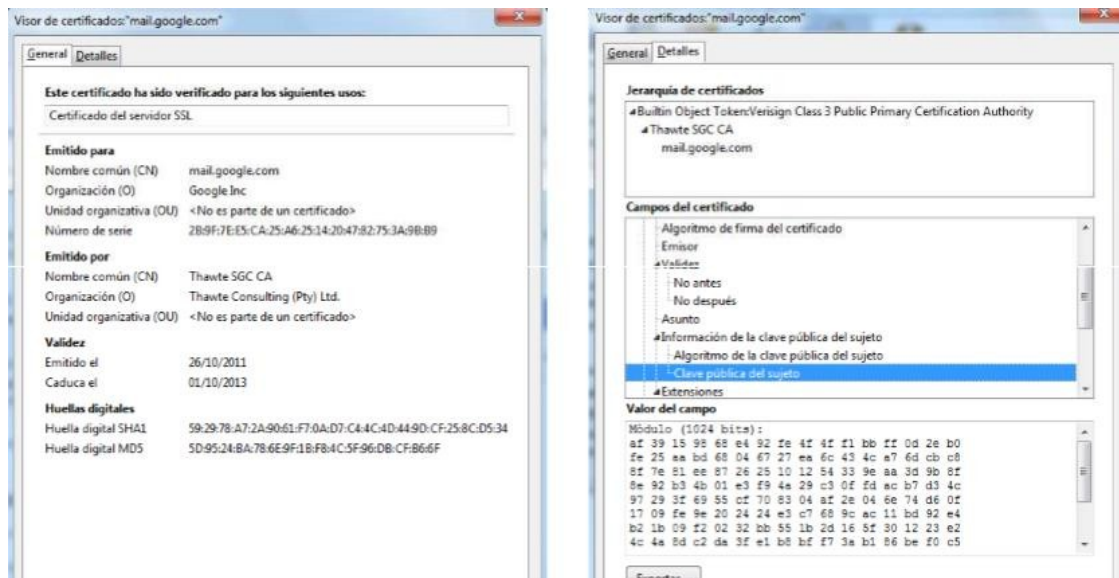 Visor de certificados:"mail.google.com"
General Detalles
Este certificado ha sido verificado para los siguientes usos:
Certificado del servidor SSL
Emitido para
Nombre común (CN) mail.google.com
Organización (O) Google Inc
Unidad organizativa (OU) <No es parte de un certificado>
Número de serie 2B:9F:7E:E5:CA:25:A6:25:14:20:47:82:75:3A:9B:B9
Emitido por
Nombre común (CN) Thawte SGC CA
Organización (O) Thawte Consulting (Pty) Ltd.
Unidad organizativa (OU) <No es parte de un certificado>
Validez
Emitido el 26/10/2011
Caduca el 01/10/2013
Huellas digitales
Huella digital SHA1 59:29:78:A7:2A:90:61:F7:0A:D7:C4:4C:4D:44:9D:CF:25:8C:D5:34
Huella digital MD5 5D:95:24:BA:78:6E:9F:1B:F8:4C:5F:96:DB:CF:B6:6F
Visor de certificados:"mail.google.com"
General Detalles
Jerarquía de certificados
Builtin Object Token:Verisign Class 3 Public Primary Certification Authority
Thawte SGC CA
mail.google.com
Campos del certificado
Algoritmo de firma del certificado
Emisor
Validez
No antes
No después
Asunto
Información de la clave pública del sujeto
Algoritmo de la clave pública del sujeto
Clave pública del sujeto
Extensiones
Valor del campo
Módulo (1024 bits):
af 39 15 98 68 e4 92 fe 4f 4f f1 bb ff 0d 2e b0
fe 25 aa bd 68 04 67 27 ea 6c 43 4c a7 6d cb c8
8f 7e 81 ee 87 26 25 10 12 54 33 9e aa 3d 9b 8f
8e 92 b3 4b 01 e3 f9 4a 29 c3 0f fd ac b7 d3 4c
97 29 3f 69 55 cf 70 83 04 af 2e 04 6e 74 d6 0f
17 09 fe 9e 20 24 24 e3 c7 68 9c ac 11 bd 92 e4
b2 1b 09 f2 02 32 bb 55 1b 2d 16 5f 30 12 23 e2
4c 4a 8d c2 da 3f e1 b8 bf f7 3a b1 86 be f0 c5